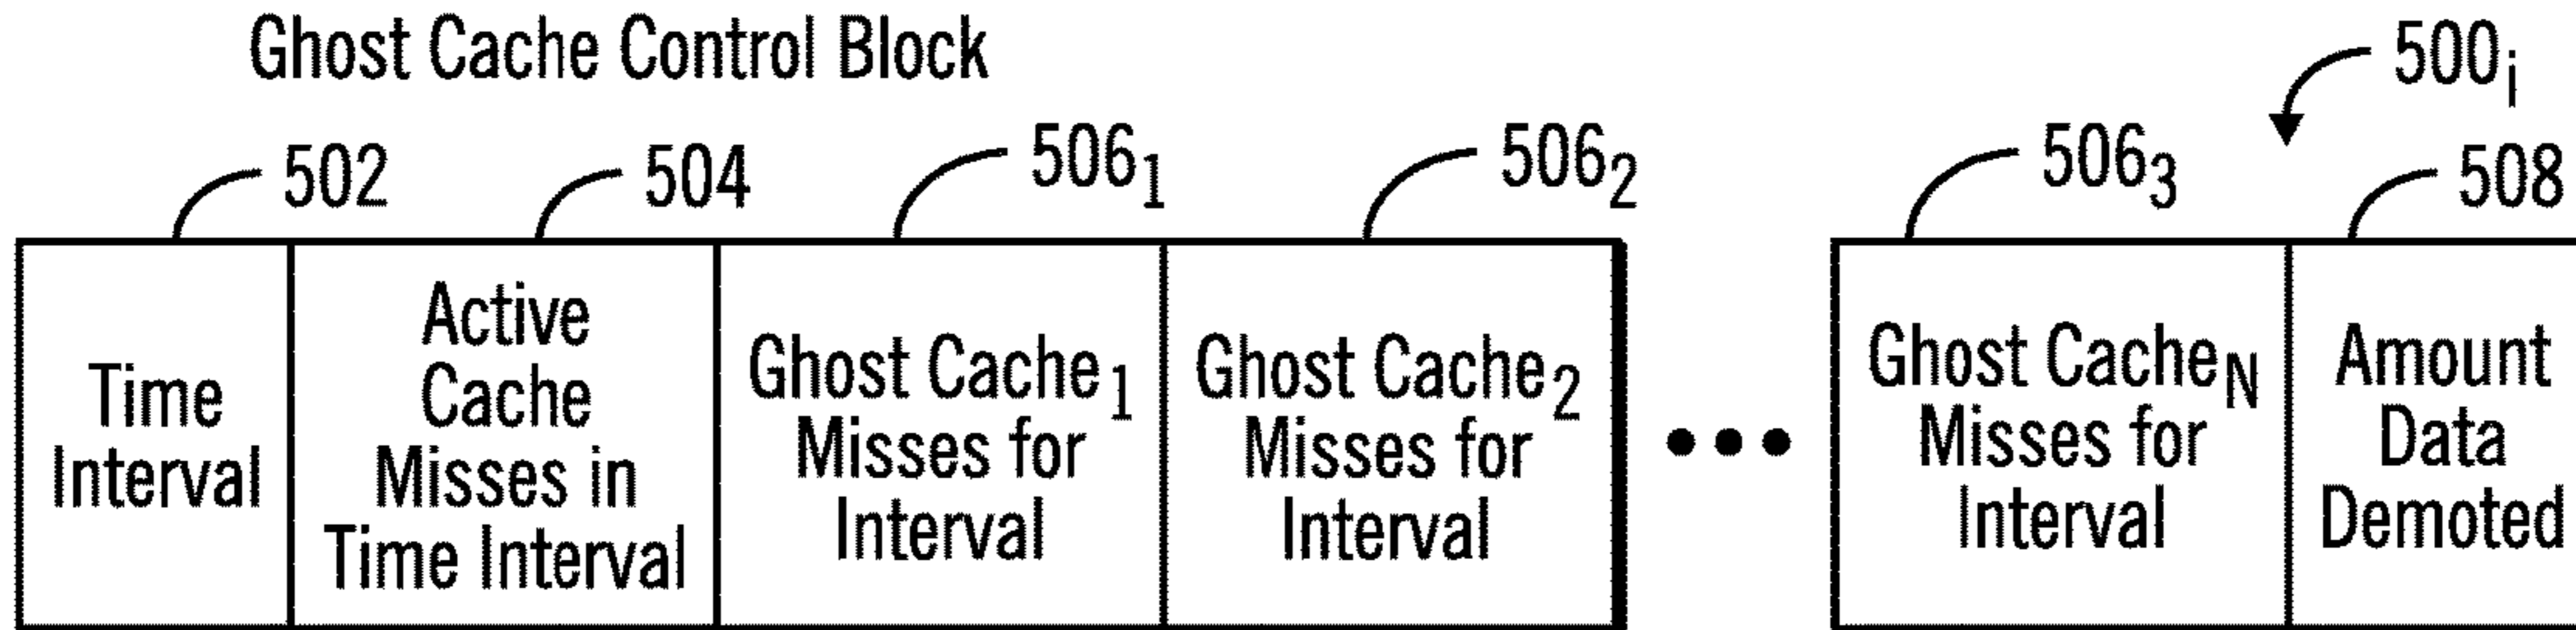 Ghost Cache Control Block
500i
502
504
506₁
506₂
506₃
508
Time
Interval
Active
Cache
Misses in
Time Interval
Ghost Cache₁
Misses for
Interval
Ghost Cache₂
Misses for
Interval
•••
Ghost Cache_N
Misses for
Interval
Amount
Data
Demoted